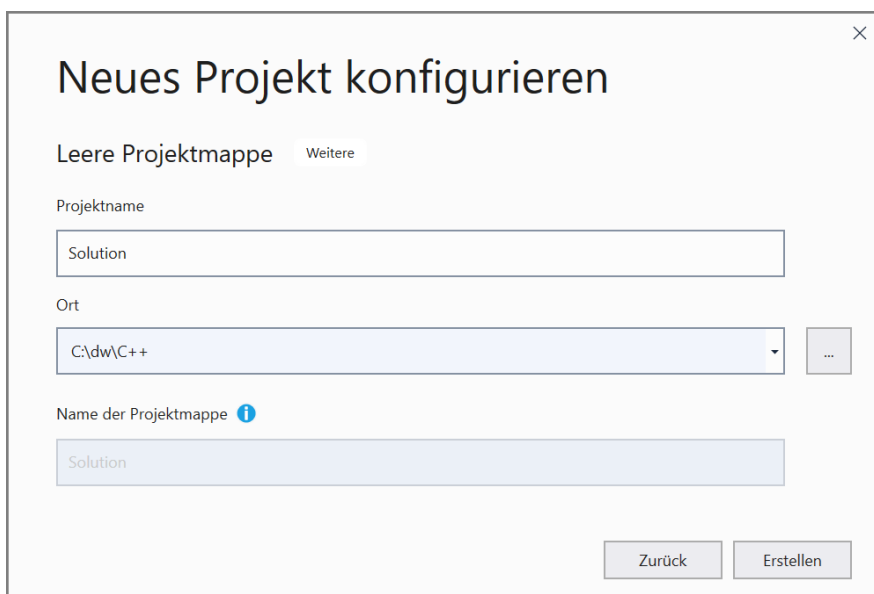 Neues Projekt konfigurieren
Leere Projektmappe Weitere
Projektname
Solution
Ort
C:\dw\C++
...
Name der Projektmappe
Solution
Zurück Erstellen